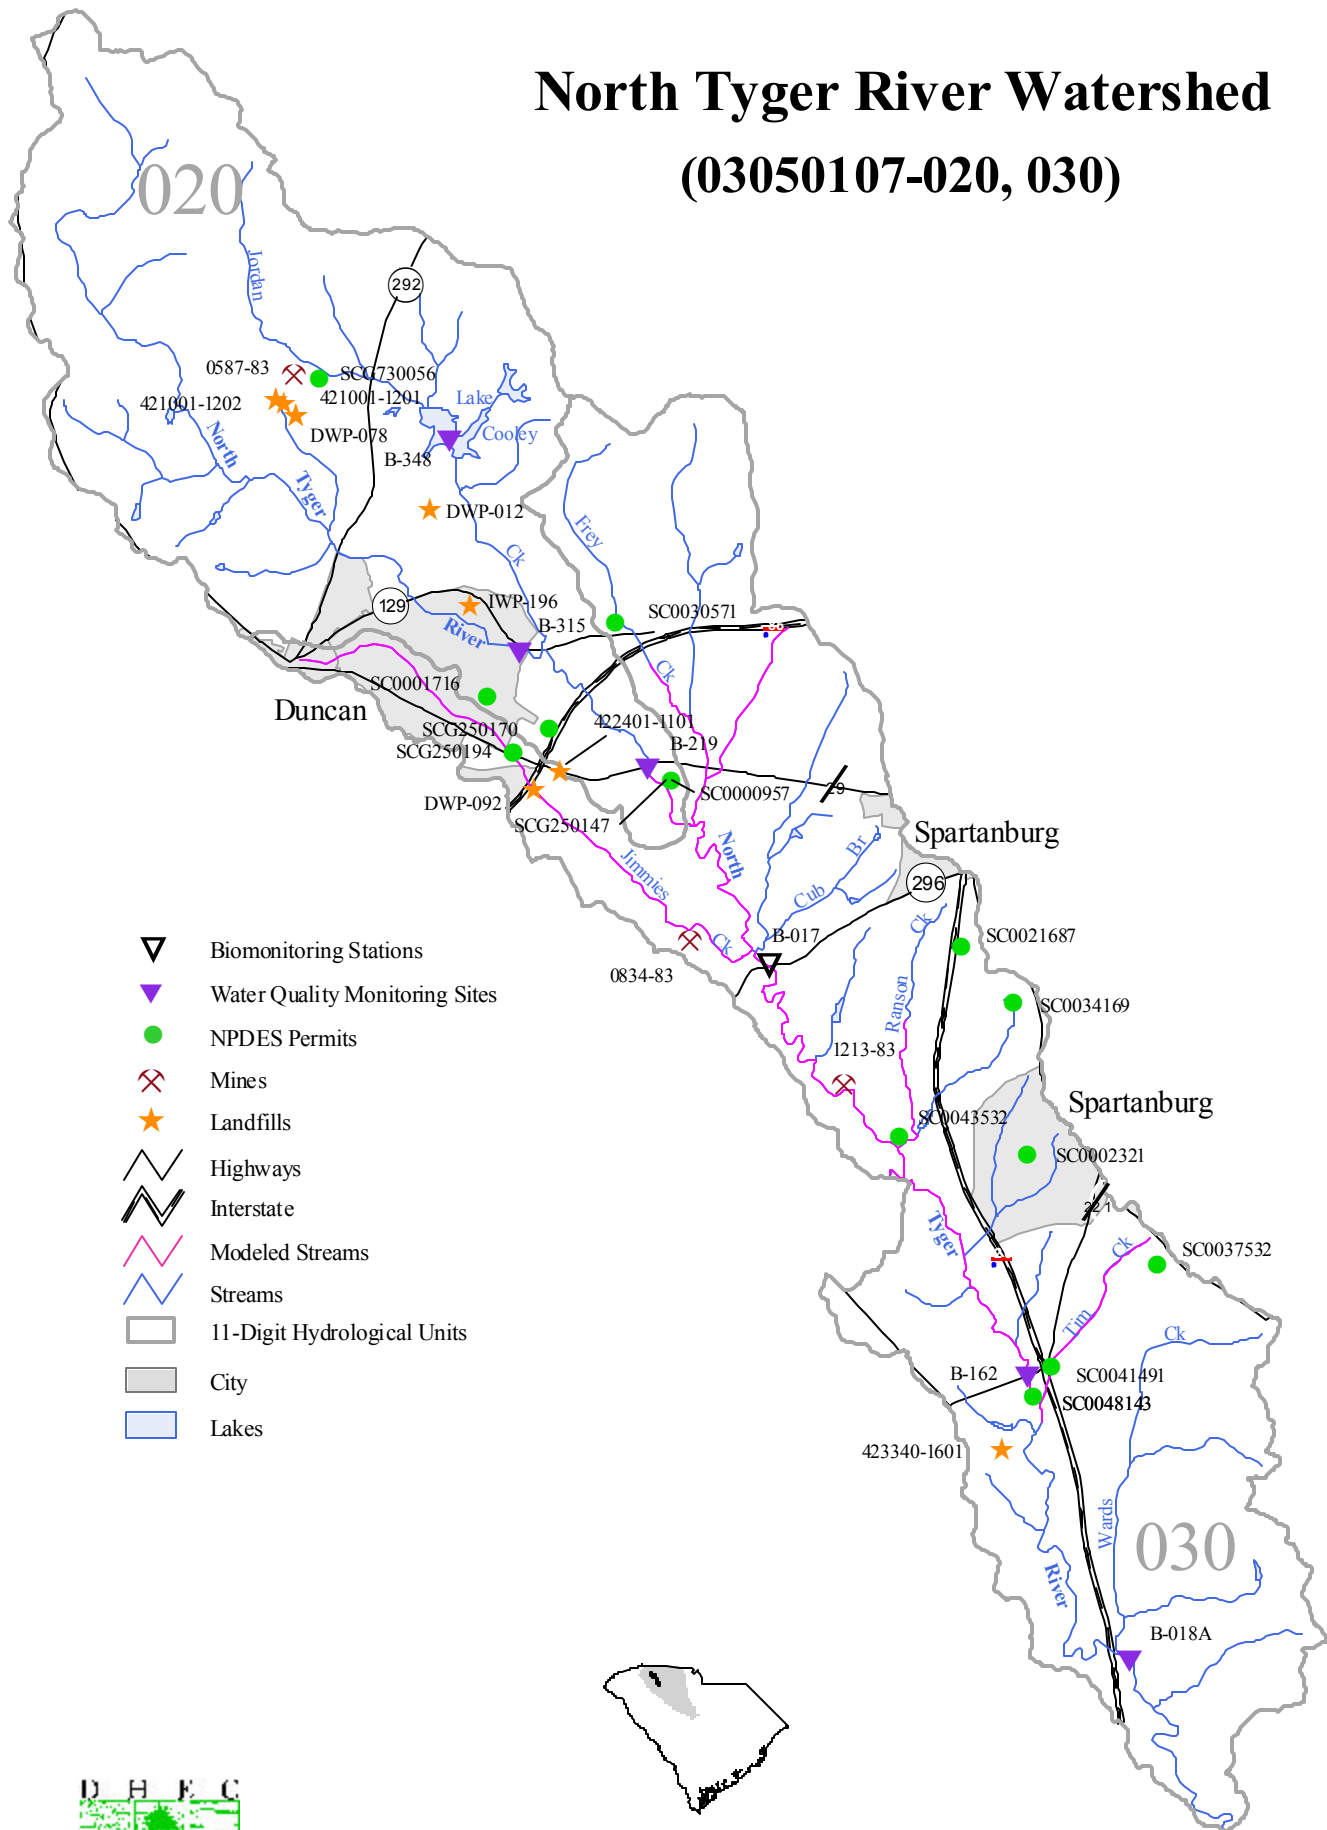 North Tyger River Watershed
(03050107-020, 030)
020
Jordan
292
0587-83
SCG730056
421001-1202
421001-1201
DWP-078
Lake
Cooley
B-348
North
Tyger
DWP-012
Frey
Ck
129
IWP-196
B-315
River
SC0030571
Ck
SC0001716
Duncan
SCG250170
422401-1101
SCG250194
B-219
DWP-092
SC0000957
29
SCG250147
North
Spartanburg
Jimmies
Br
Cub
296
Ck
Ck
B-017
SC0021687
0834-83
Ranson
SC0034169
1213-83
Spartanburg
SC0043532
SC0002321
221
Tyger
Ck
SC0037532
Tim
Ck
B-162
SC0041491
SC0048143
423340-1601
Wards
030
River
B-018A
Biomonitoring Stations
Water Quality Monitoring Sites
NPDES Permits
Mines
Landfills
Highways
Interstate
Modeled Streams
Streams
11-Digit Hydrological Units
City
Lakes
D H E C